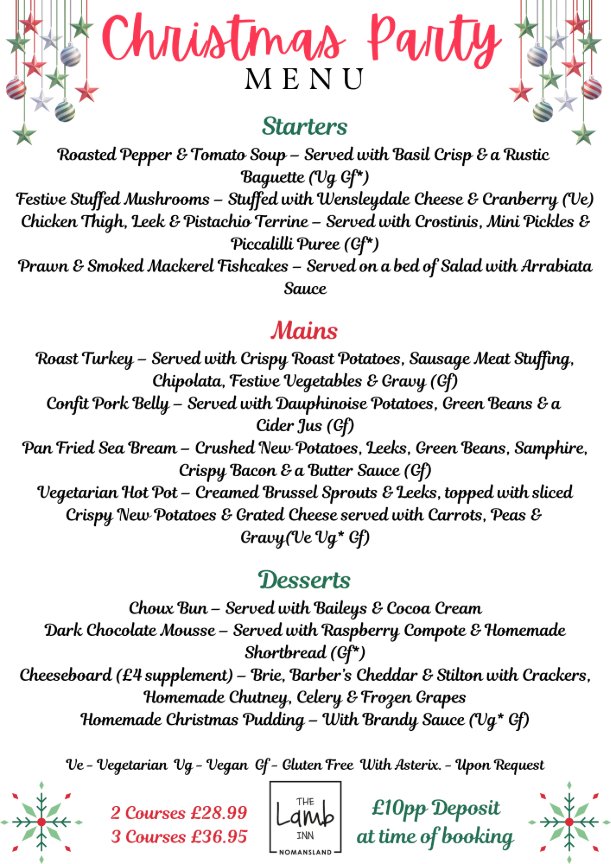 Christmas Party
MENU
Starters
Roasted Pepper & Tomato Soup – Served with Basil Crisp & a Rustic
Baguette (Vg Gf*)
Festive Stuffed Mushrooms – Stuffed with Wensleydale Cheese & Cranberry (Ve)
Chicken Thigh, Leek & Pistachio Terrine – Served with Crostinis, Mini Pickles &
Piccalilli Puree (Gf*)
Prawn & Smoked Mackerel Fishcakes – Served on a bed of Salad with Arrabiata
Sauce
Mains
Roast Turkey – Served with Crispy Roast Potatoes, Sausage Meat Stuffing,
Chipolata, Festive Vegetables & Gravy (Gf)
Confit Pork Belly – Served with Dauphinoise Potatoes, Green Beans & a
Cider Jus (Gf)
Pan Fried Sea Bream – Crushed New Potatoes, Leeks, Green Beans, Samphire,
Crispy Bacon & a Butter Sauce (Gf)
Vegetarian Hot Pot – Creamed Brussel Sprouts & Leeks, topped with sliced
Crispy New Potatoes & Grated Cheese served with Carrots, Peas &
Gravy(Ve Vg* Gf)
Desserts
Choux Bun – Served with Baileys & Cocoa Cream
Dark Chocolate Mousse – Served with Raspberry Compote & Homemade
Shortbread (Gf*)
Cheeseboard (£4 supplement) – Brie, Barber's Cheddar & Stilton with Crackers,
Homemade Chutney, Celery & Frozen Grapes
Homemade Christmas Pudding – With Brandy Sauce (Vg* Gf)
Ve - Vegetarian Vg - Vegan Gf - Gluten Free With Asterix. - Upon Request
2 Courses £28.99
3 Courses £36.95
THE
Lamb
INN
NOMANSLAND
£10pp Deposit
at time of booking